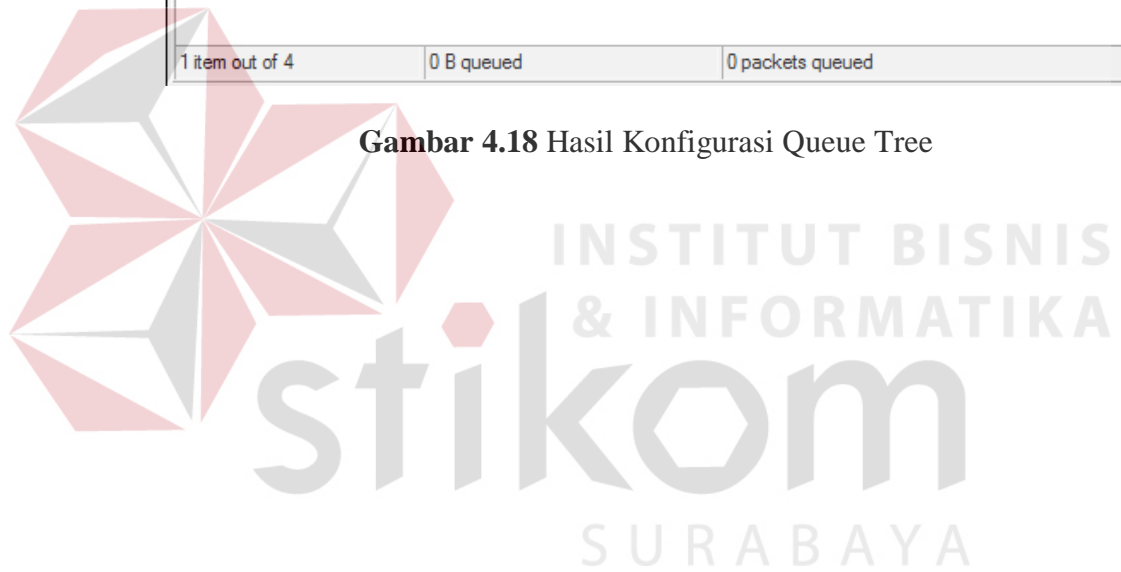 1 item out of 4 0 B queued 0 packets queued
Gambar 4.18 Hasil Konfigurasi Queue Tree
INSTITUT BISNIS
& INFORMATIKA
stikom
SURABAYA